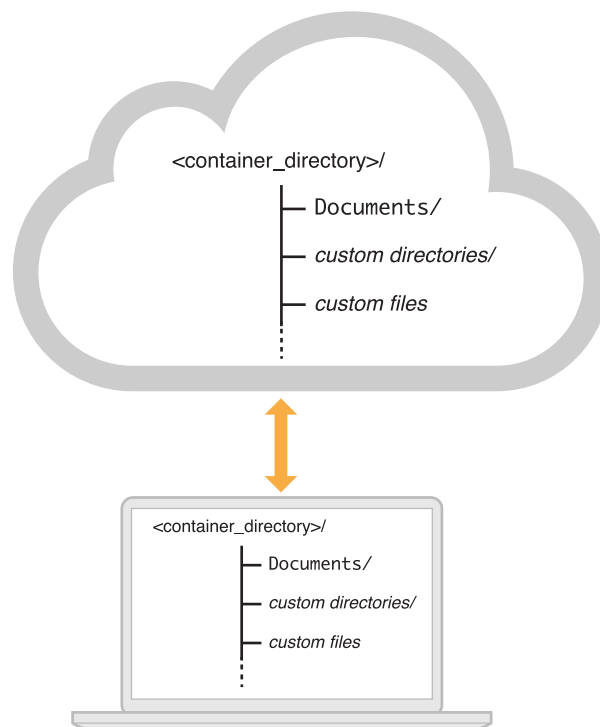 <container_directory>/
Documents/
custom directories/
custom files
<container_directory>/
Documents/
custom directories/
custom files